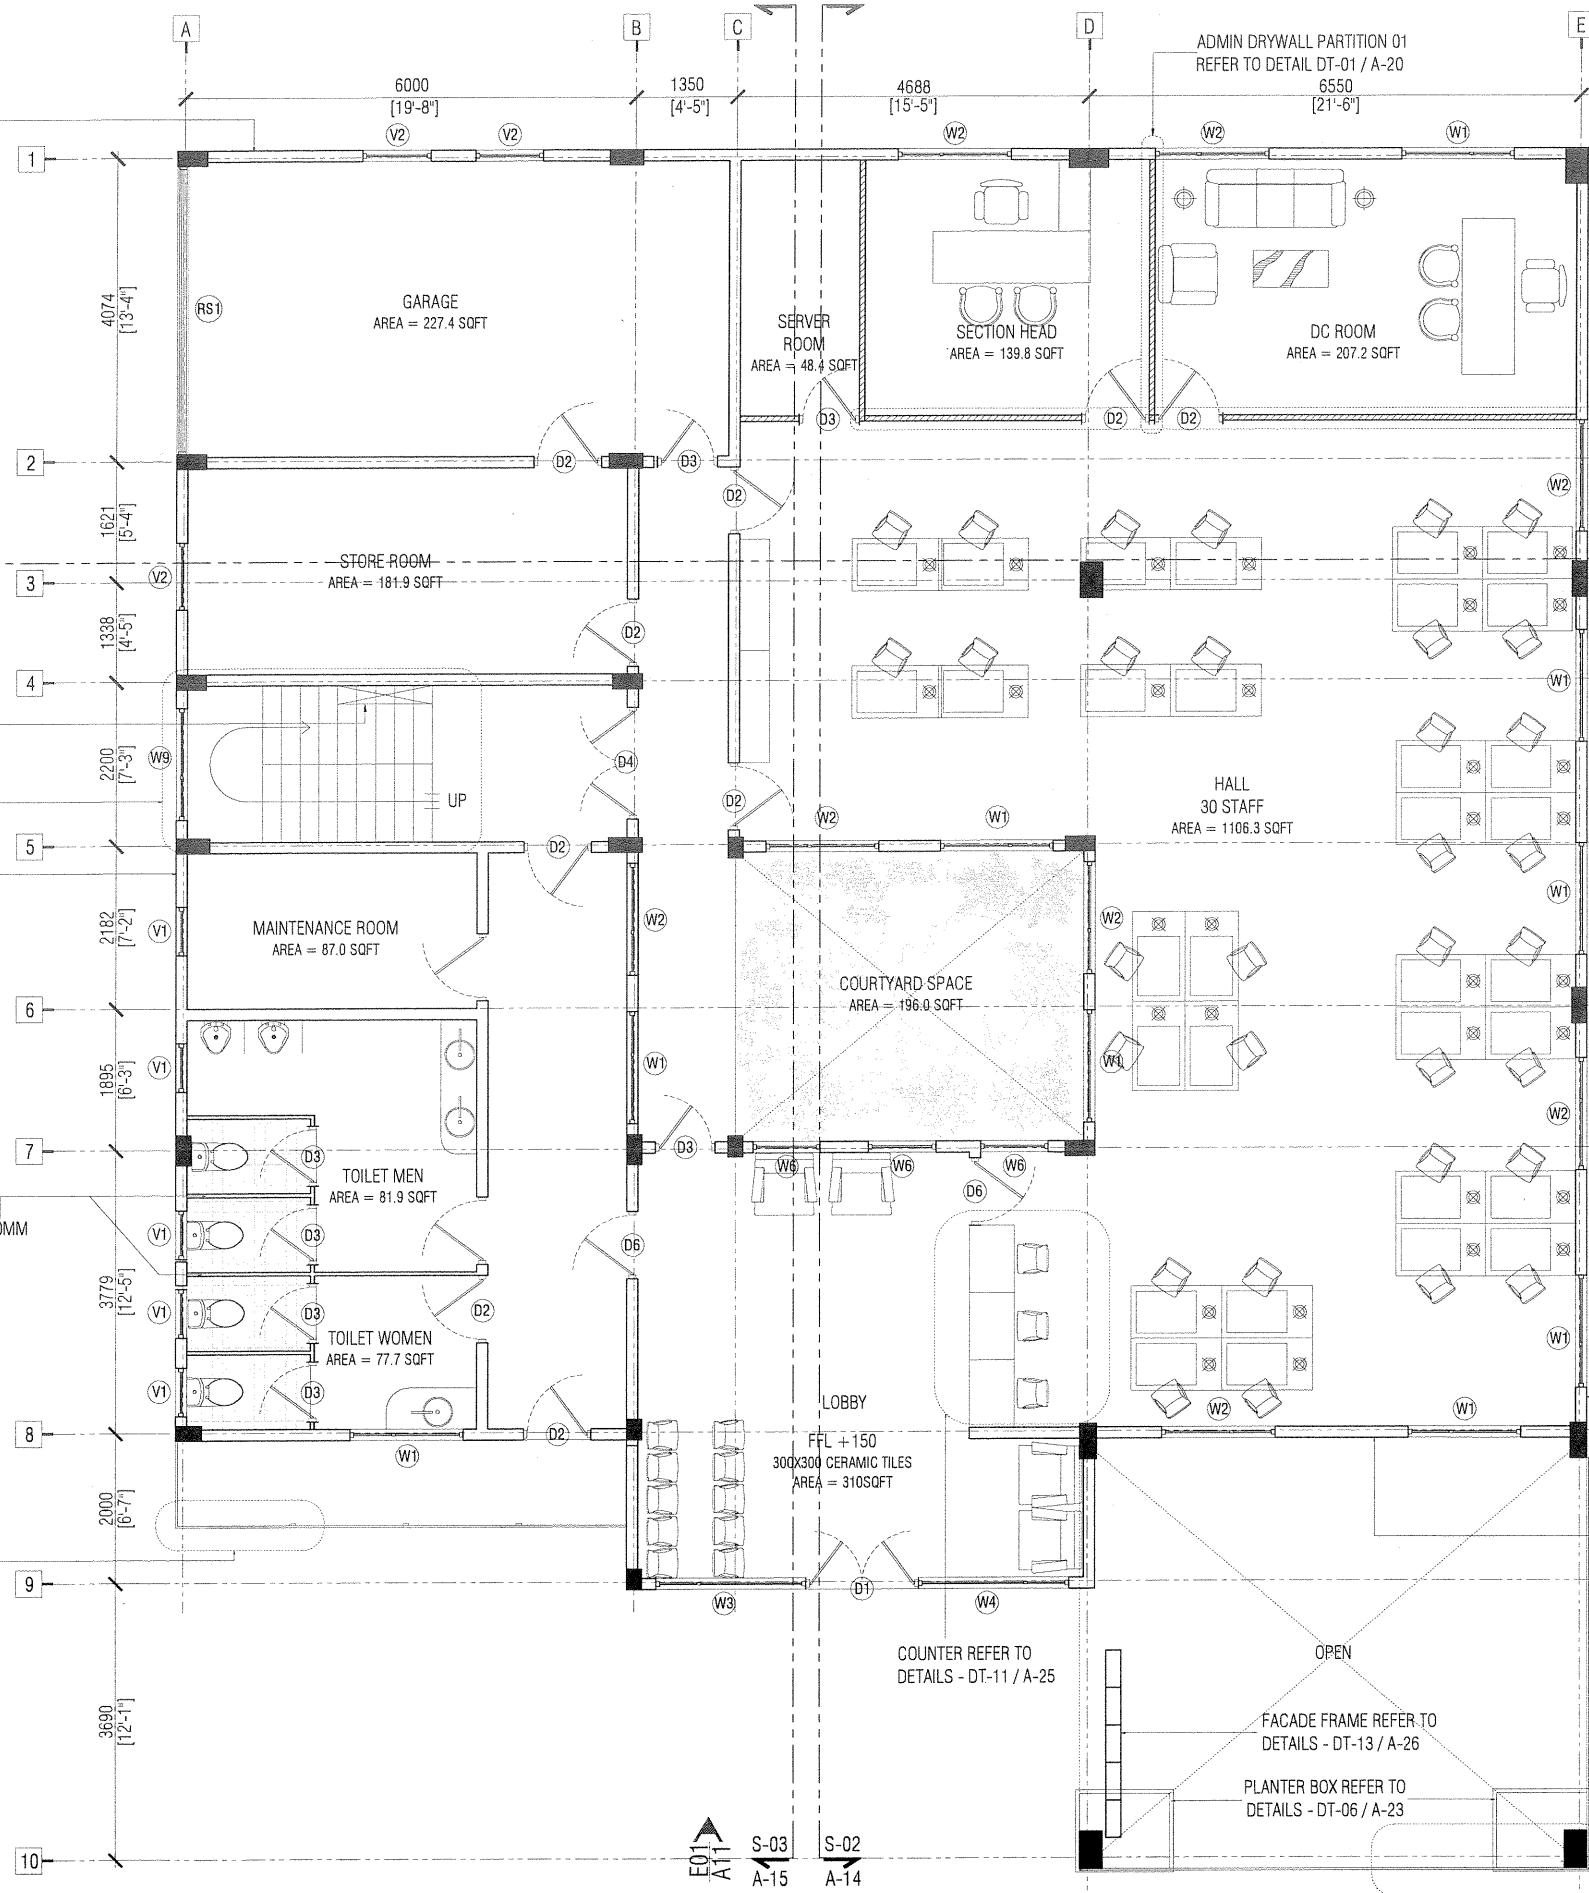 A
B
C
D
E
ADMIN DRYWALL PARTITION 01
REFER TO DETAIL DT-01 / A-20
6000
[19'-8"]
1350
[4'-5"]
4688
[15'-5"]
6550
[21'-6"]
1
V2
V2
W2
W2
W1
4074
[13'-4"]
RS1
GARAGE
AREA = 227.4 SQFT
SERVER
ROOM
AREA = 48.4 SQFT
SECTION HEAD
AREA = 139.8 SQFT
DC ROOM
AREA = 207.2 SQFT
D3
D2
D2
2
D2
D3
D2
W2
1621
[5'-4"]
STORE ROOM
AREA = 181.9 SQFT
3
V2
1338
[4'-5"]
D2
4
W1
2200
[7'-3"]
W9
D4
UP
D2
W2
W1
HALL
30 STAFF
AREA = 1106.3 SQFT
5
D2
W1
2182
[7'-2"]
V1
MAINTENANCE ROOM
AREA = 87.0 SQFT
W2
W2
COURTYARD SPACE
AREA = 196.0 SQFT
6
1895
[6'-3"]
V1
W1
W1
W2
7
D3
D3
W6
W6
W6
D6
TOILET MEN
AREA = 81.9 SQFT
0MM
V1
D3
D6
3779
[12'-5"]
V1
D3
D2
TOILET WOMEN
AREA = 77.7 SQFT
W1
V1
D3
LOBBY
W2
W1
8
D2
FFL +150
300X300 CERAMIC TILES
AREA = 310SQFT
W1
2000
[6'-7"]
9
D1
W3
W4
COUNTER REFER TO
DETAILS - DT-11 / A-25
OPEN
3690
[12'-1"]
FACADE FRAME REFER TO
DETAILS - DT-13 / A-26
PLANTER BOX REFER TO
DETAILS - DT-06 / A-23
10
E01
A11
S-03
A-15
S-02
A-14